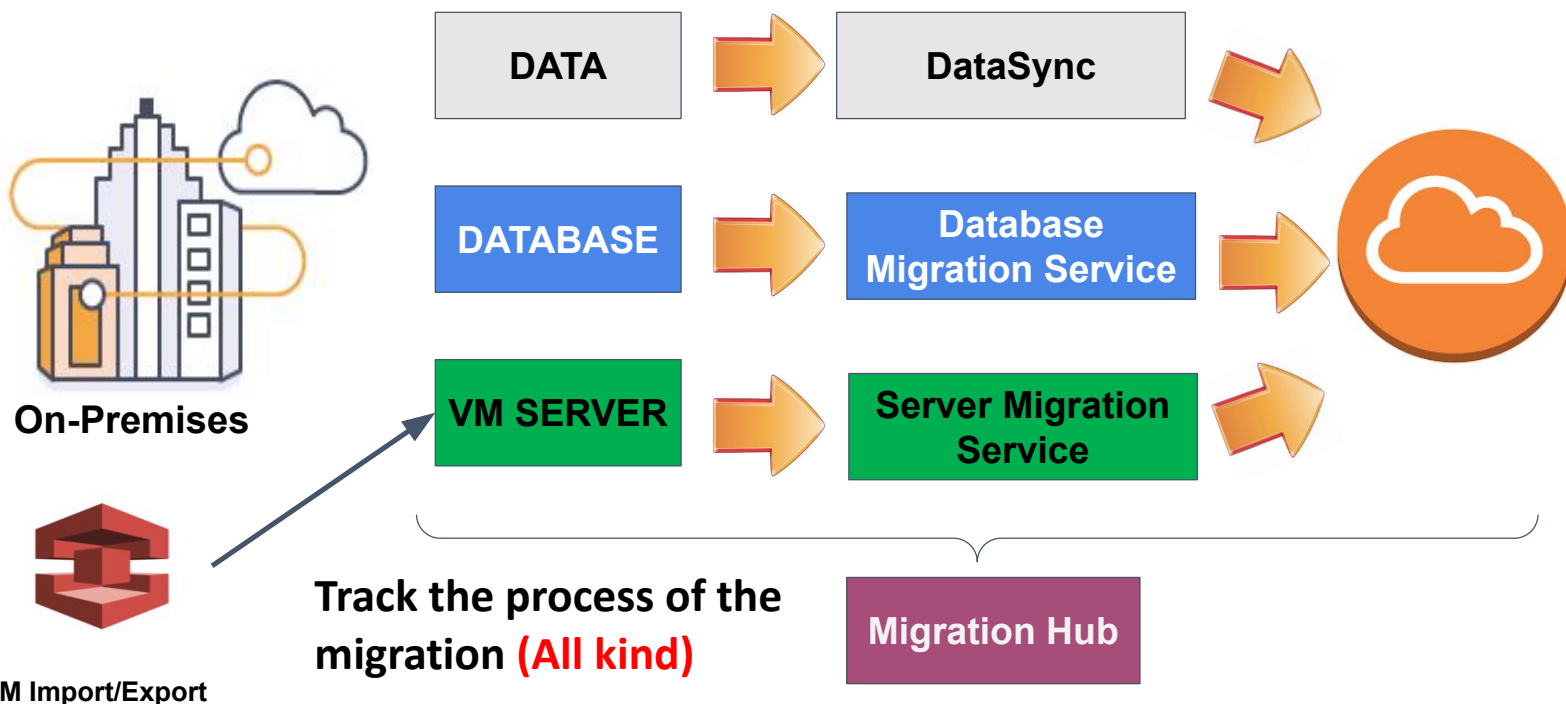 DATA
DataSync
DATABASE
Database
Migration Service
On-Premises
VM SERVER
Server Migration
Service
Track the process of the
migration (All kind)
Migration Hub
M Import/Export